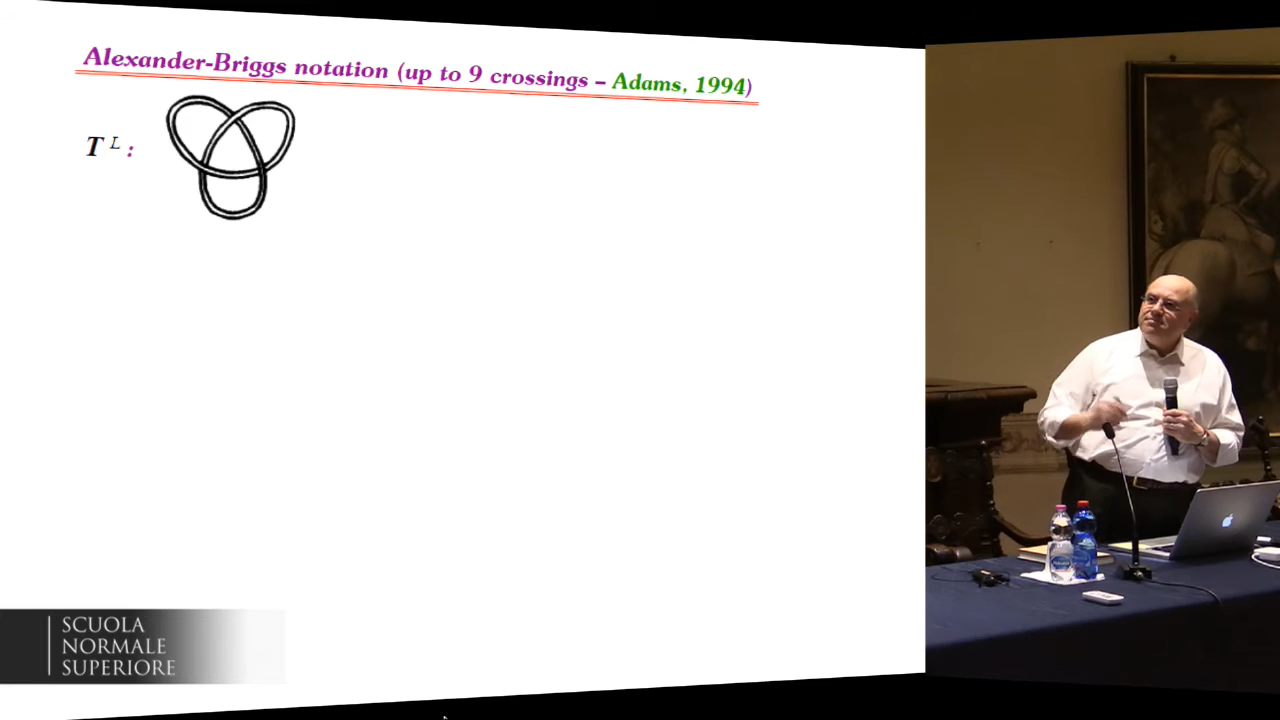 Alexander-Briggs notation (up to 9 crossings – Adams, 1994)
T L :
SCUOLA
NORMALE
SUPERIORE